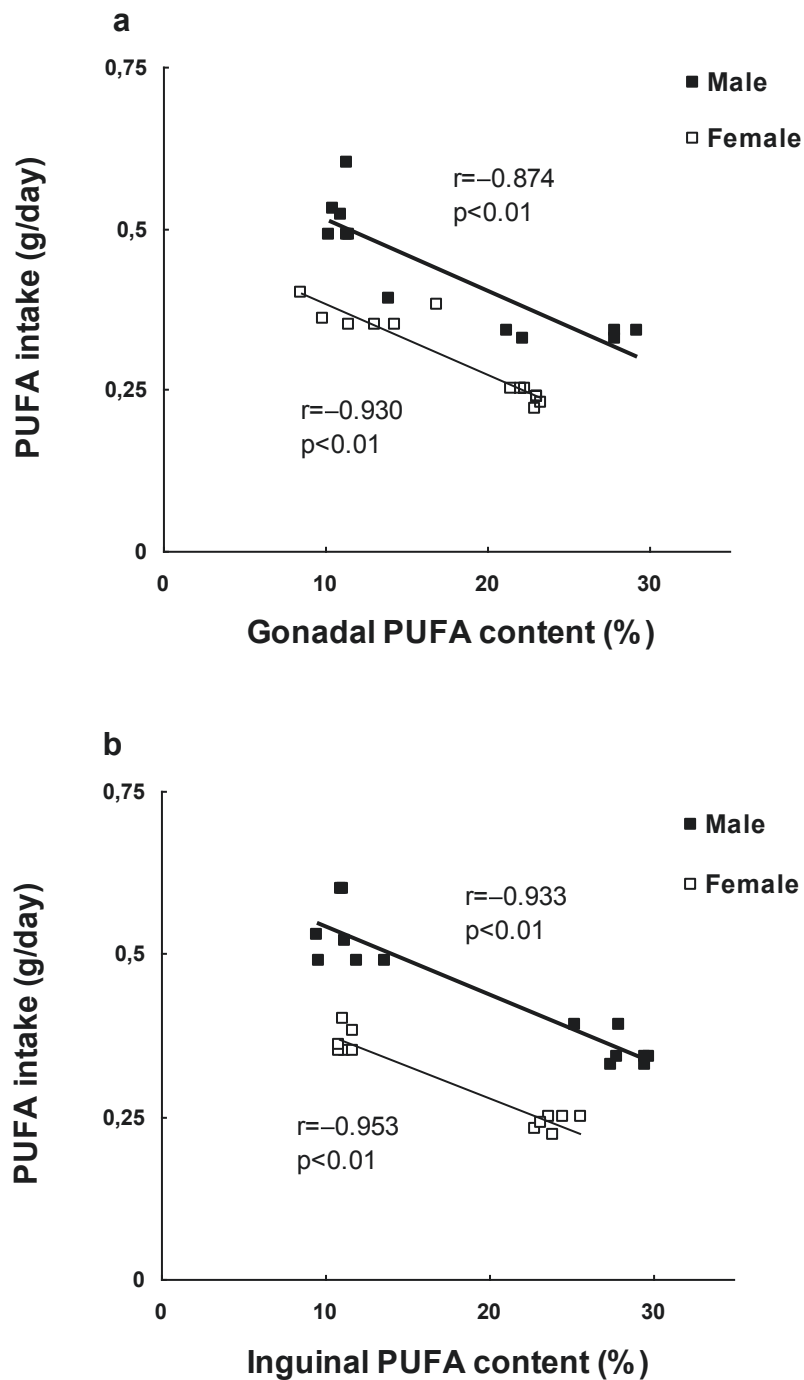 a
0,75
Male
Female
r=−0.874
p<0.01
0,5
PUFA intake (g/day)
0,25
r=−0.930
p<0.01
0
0 10 20 30
Gonadal PUFA content (%)
b
0,75
Male
Female
r=−0.933
p<0.01
0,5
PUFA intake (g/day)
0,25
r=−0.953
p<0.01
0
0 10 20 30
Inguinal PUFA content (%)